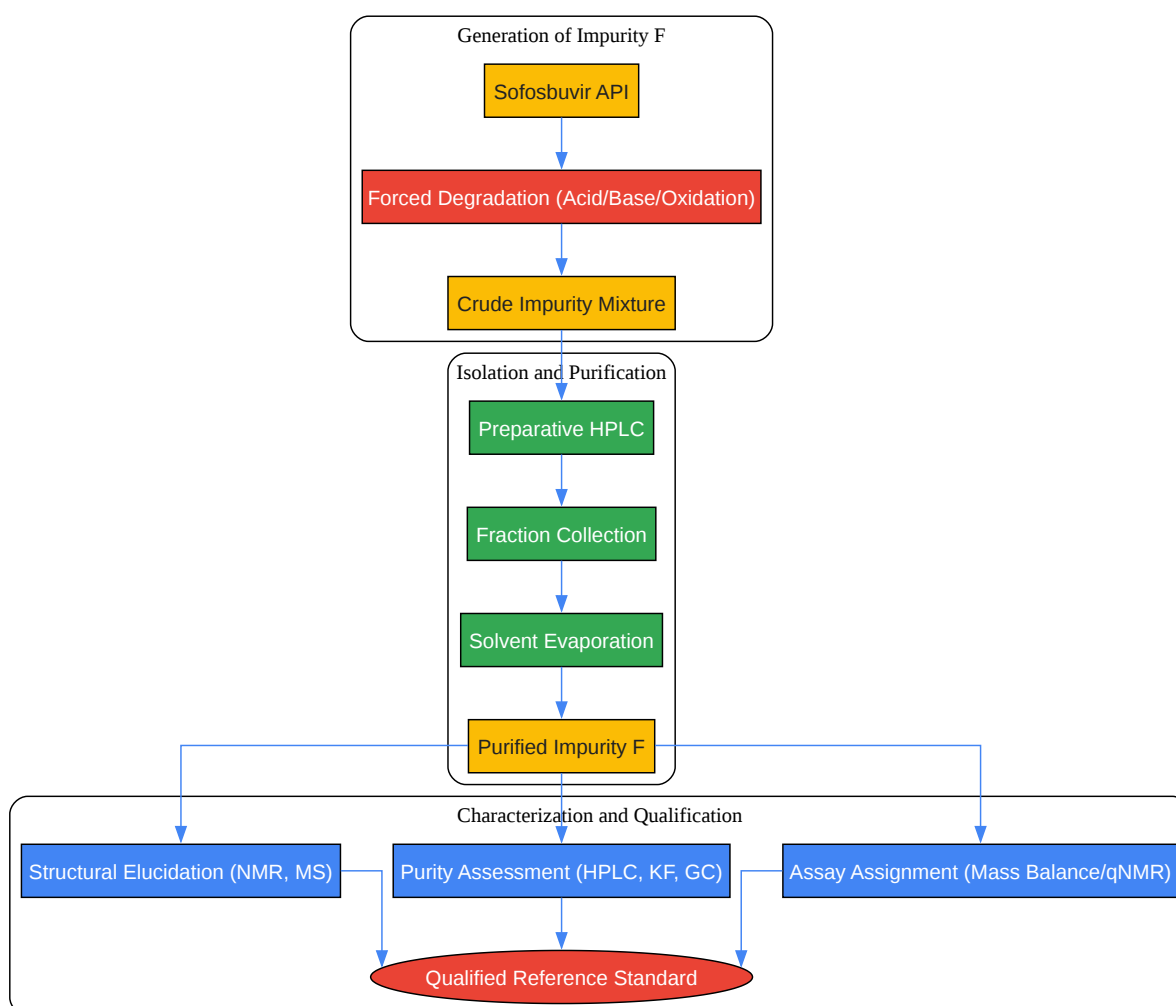 Generation of Impurity F
Sofosbuvir API
Forced Degradation (Acid/Base/Oxidation)
Crude Impurity Mixture
Isolation and Purification
Preparative HPLC
Fraction Collection
Solvent Evaporation
Purified Impurity F
Characterization and Qualification
Structural Elucidation (NMR, MS)
Purity Assessment (HPLC, KF, GC)
Assay Assignment (Mass Balance/qNMR)
Qualified Reference Standard